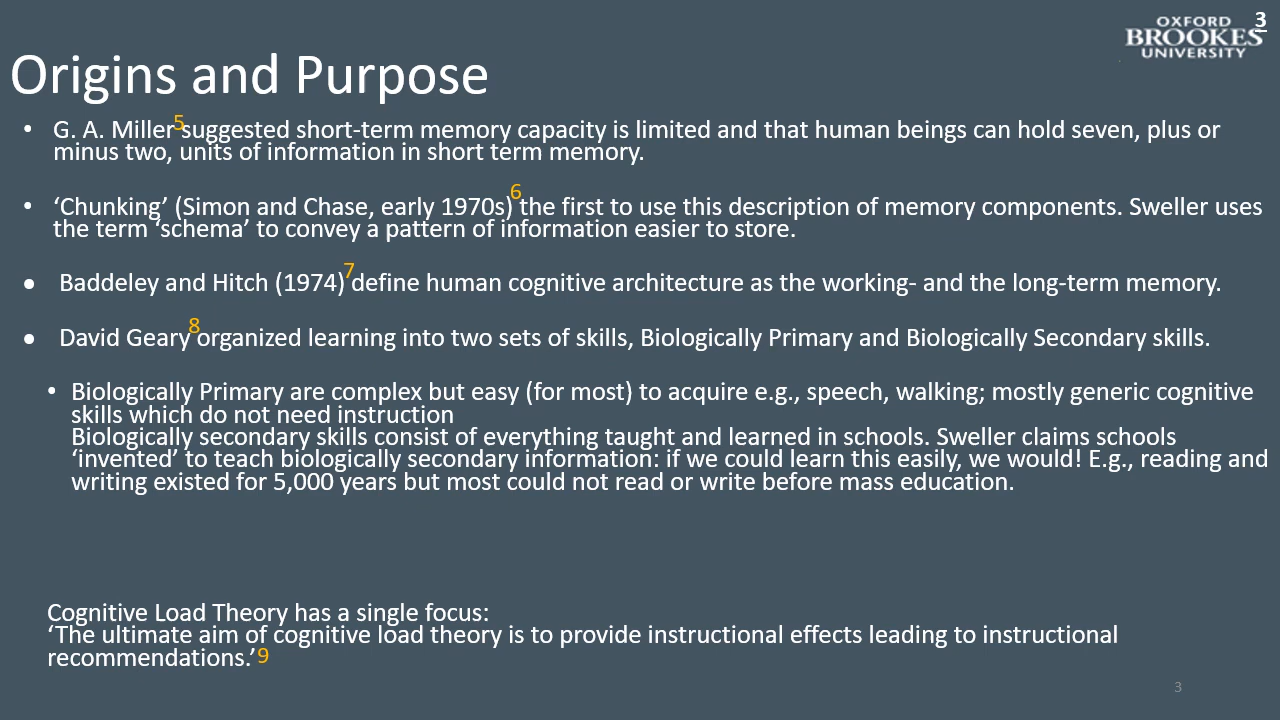 3
OXFORD
BROOKES
UNIVERSITY
Origins and Purpose
• G. A. Miller5 suggested short-term memory capacity is limited and that human beings can hold seven, plus or
minus two, units of information in short term memory.
• ‘Chunking’ (Simon and Chase, early 1970s)6 the first to use this description of memory components. Sweller uses
the term ‘schema’ to convey a pattern of information easier to store.
• Baddeley and Hitch (1974)7 define human cognitive architecture as the working- and the long-term memory.
• David Geary8 organized learning into two sets of skills, Biologically Primary and Biologically Secondary skills.
• Biologically Primary are complex but easy (for most) to acquire e.g., speech, walking; mostly generic cognitive
skills which do not need instruction
Biologically secondary skills consist of everything taught and learned in schools. Sweller claims schools
‘invented’ to teach biologically secondary information: if we could learn this easily, we would! E.g., reading and
writing existed for 5,000 years but most could not read or write before mass education.
Cognitive Load Theory has a single focus:
‘The ultimate aim of cognitive load theory is to provide instructional effects leading to instructional
recommendations.’9
3